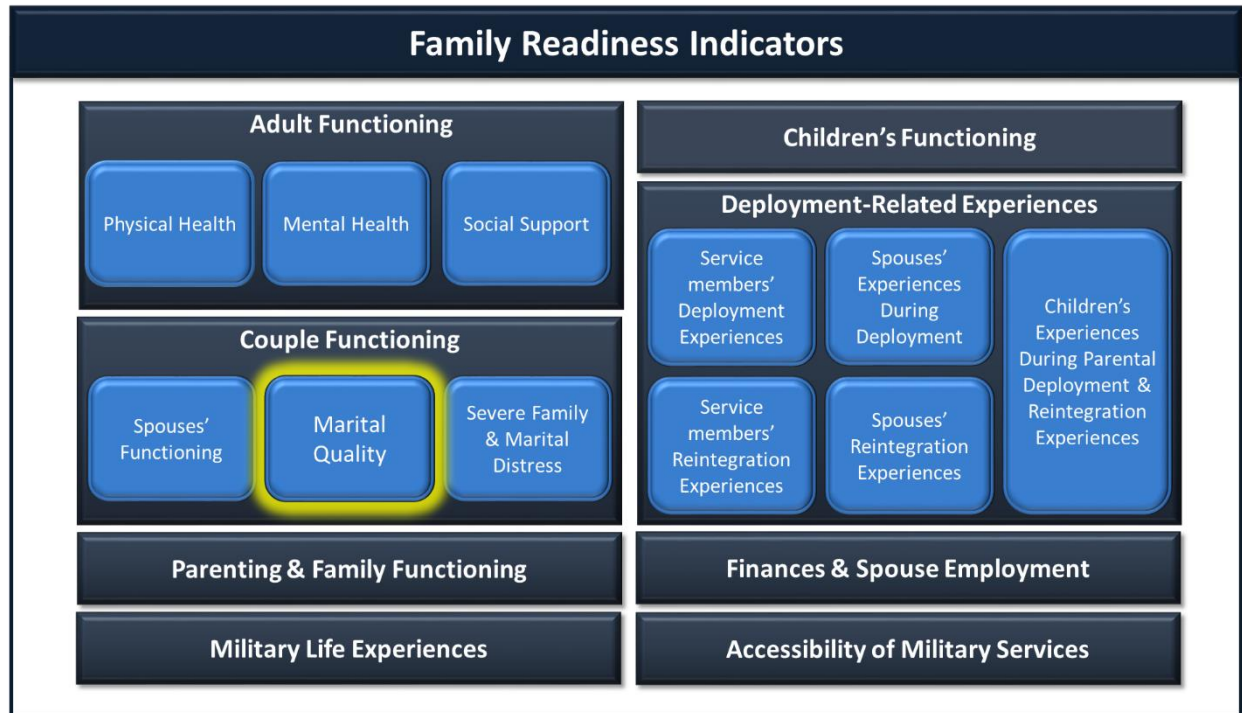 Family Readiness Indicators
Adult Functioning
Physical Health
Mental Health
Social Support
Couple Functioning
Spouses’
Functioning
Marital
Quality
Severe Family
& Marital
Distress
Parenting & Family Functioning
Military Life Experiences
Children’s Functioning
Deployment-Related Experiences
Service
members’
Deployment
Experiences
Spouses’
Experiences
During
Deployment
Service
members’
Reintegration
Experiences
Spouses’
Reintegration
Experiences
Children’s
Experiences
During Parental
Deployment &
Reintegration
Experiences
Finances & Spouse Employment
Accessibility of Military Services